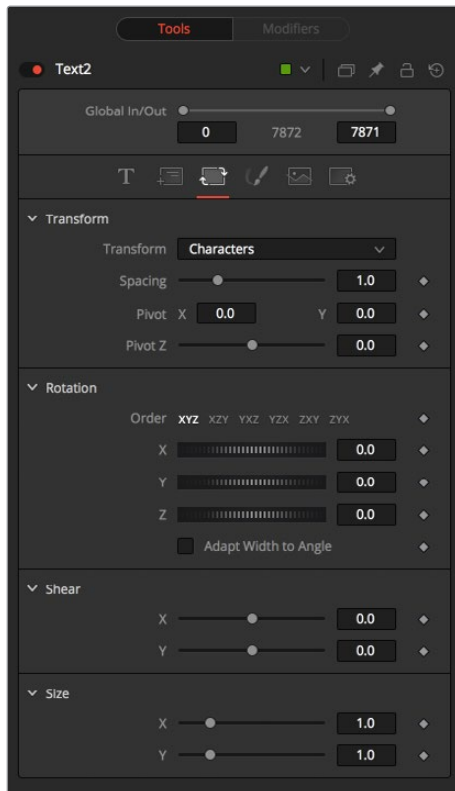 Tools Modifiers
Text2
Global In/Out
0 7872 7871
T
Transform
Transform Characters
Spacing 1.0
Pivot X 0.0 Y 0.0
Pivot Z 0.0
Rotation
Order XYZ XZY YXZ YZX ZXY ZYX
X 0.0
Y 0.0
Z 0.0
Adapt Width to Angle
Shear
X 0.0
Y 0.0
Size
X 1.0
Y 1.0